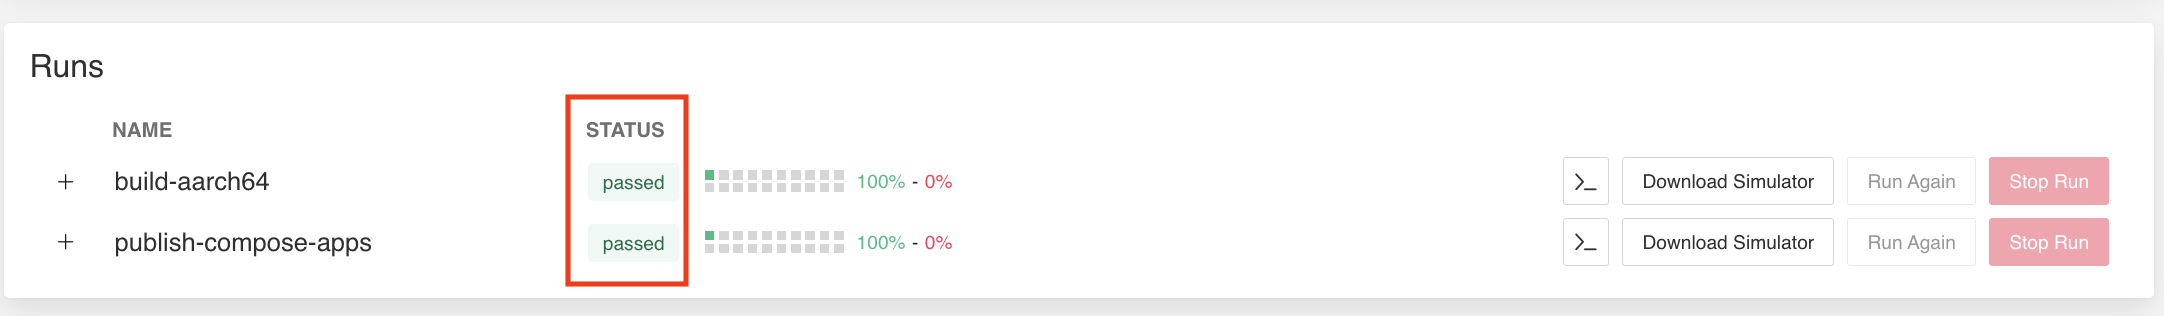 Runs
NAME STATUS
+ build-aarch64 passed 100% - 0% >_ Download Simulator Run Again Stop Run
+ publish-compose-apps passed 100% - 0% >_ Download Simulator Run Again Stop Run